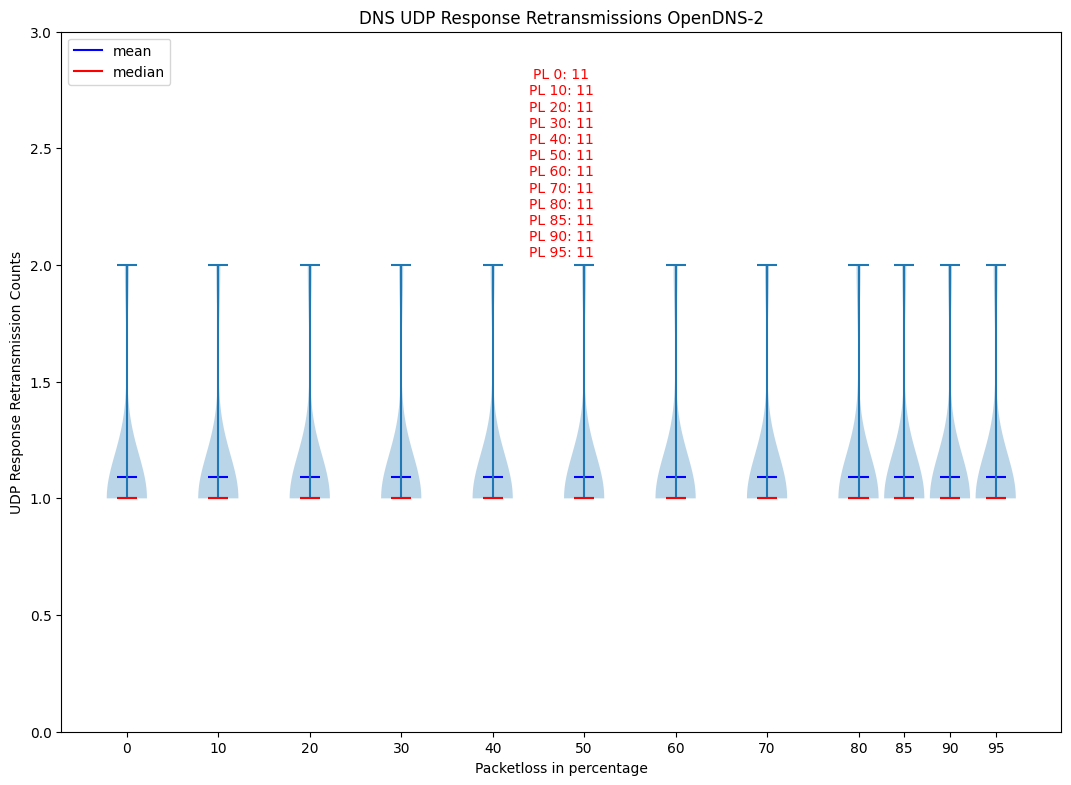 DNS UDP Response Retransmissions OpenDNS-2
mean
median
PL 0: 11
PL 10: 11
PL 20: 11
PL 30: 11
PL 40: 11
PL 50: 11
PL 60: 11
PL 70: 11
PL 80: 11
PL 85: 11
PL 90: 11
PL 95: 11
UDP Response Retransmission Counts
3.0
2.5
2.0
1.5
1.0
0.5
0.0
0 10 20 30 40 50 60 70 80 85 90 95
Packetloss in percentage